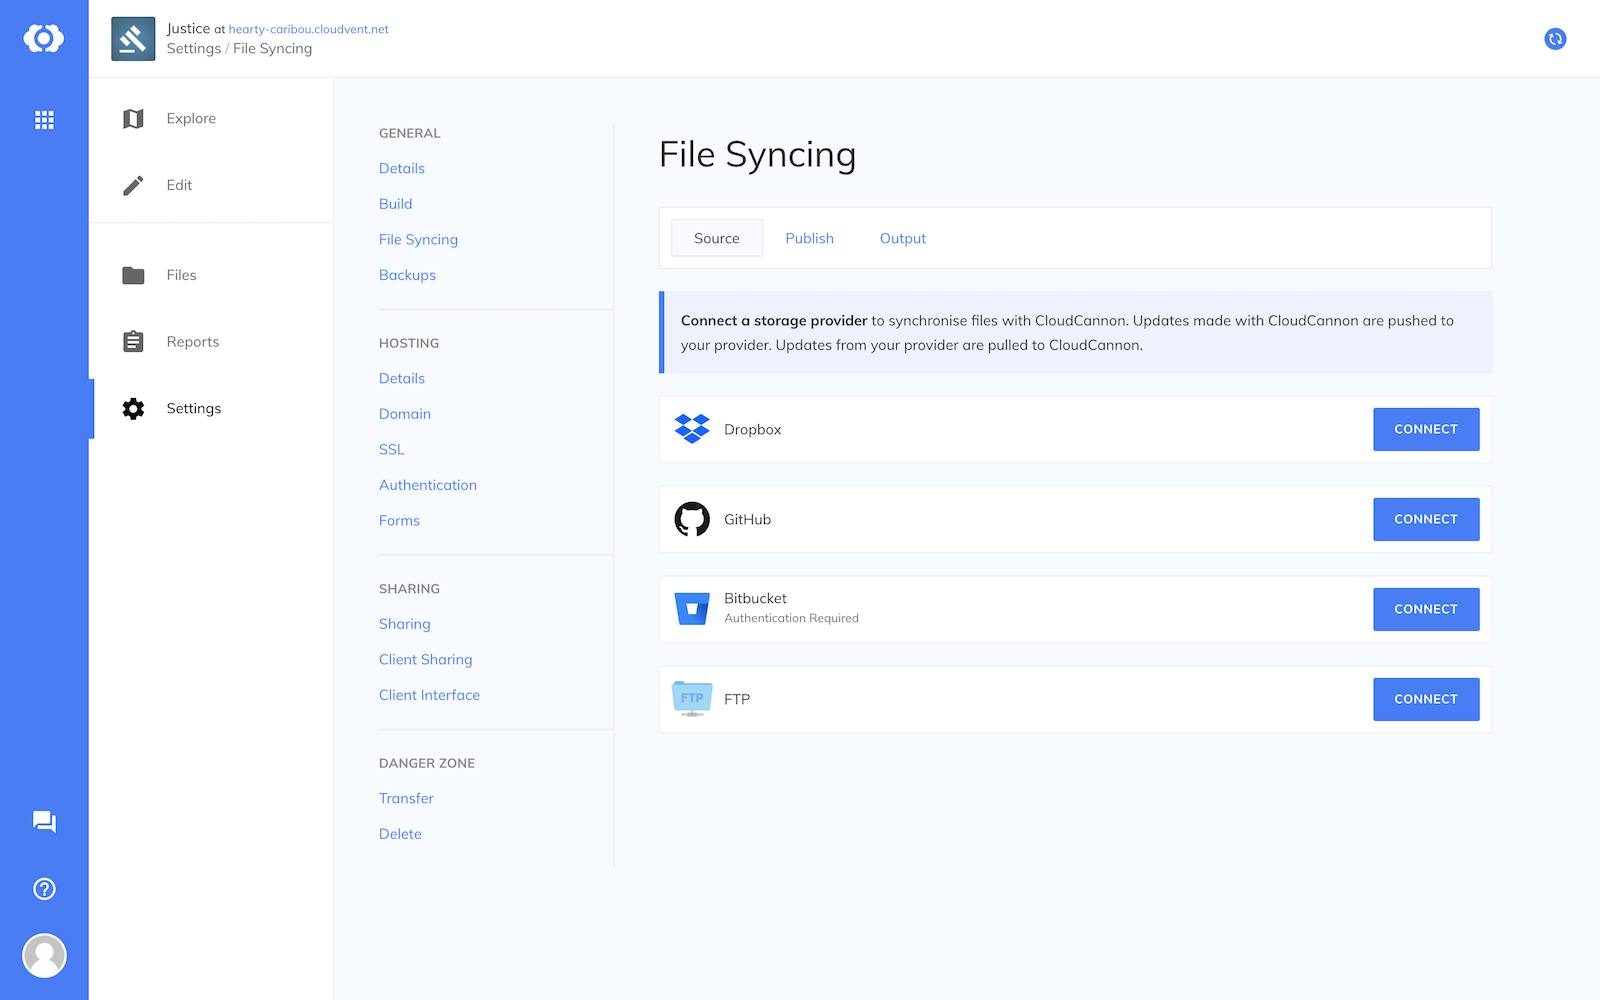 Justice at hearty-caribou.cloudvent.net
Settings / File Syncing
Explore
Edit
Files
Reports
Settings
GENERAL
Details
Build
File Syncing
Backups
HOSTING
Details
Domain
SSL
Authentication
Forms
SHARING
Sharing
Client Sharing
Client Interface
DANGER ZONE
Transfer
Delete
File Syncing
Source Publish Output
Connect a storage provider to synchronise files with CloudCannon. Updates made with CloudCannon are pushed to
your provider. Updates from your provider are pulled to CloudCannon.
Dropbox CONNECT
GitHub CONNECT
Bitbucket
Authentication Required
CONNECT
FTP FTP CONNECT